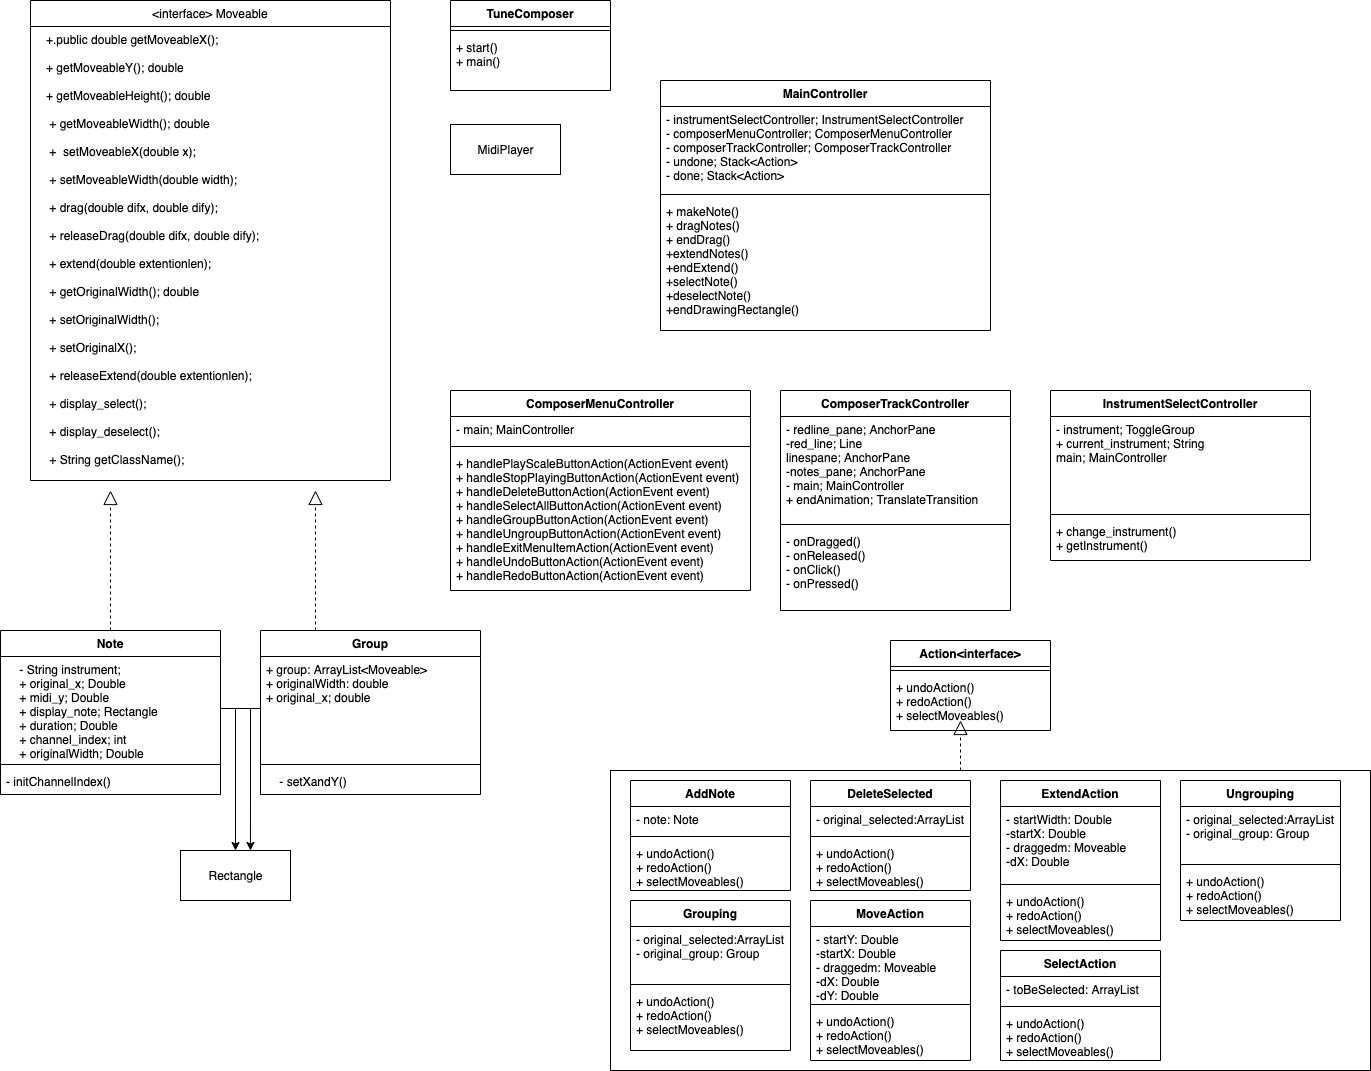 <interface> Moveable
+.public double getMoveableX();
+ getMoveableY(); double
+ getMoveableHeight(); double
+ getMoveableWidth(); double
+  setMoveableX(double x);
+ setMoveableWidth(double width);
+ drag(double difx, double dify);
+ releaseDrag(double difx, double dify);
+ extend(double extentionlen);
+ getOriginalWidth(); double
+ setOriginalWidth();
+ setOriginalX();
+ releaseExtend(double extentionlen);
+ display_select();
+ display_deselect();
+ String getClassName();
TuneComposer
+ start()
+ main()
MidiPlayer
MainController
- instrumentSelectController; InstrumentSelectController
- composerMenuController; ComposerMenuController
- composerTrackController; ComposerTrackController
- undone; Stack<Action>
- done; Stack<Action>
+ makeNote()
+ dragNotes()
+ endDrag()
+extendNotes()
+endExtend()
+selectNote()
+deselectNote()
+endDrawingRectangle()
ComposerMenuController
- main; MainController
+ handlePlayScaleButtonAction(ActionEvent event)
+ handleStopPlayingButtonAction(ActionEvent event)
+ handleDeleteButtonAction(ActionEvent event)
+ handleSelectAllButtonAction(ActionEvent event)
+ handleGroupButtonAction(ActionEvent event)
+ handleUngroupButtonAction(ActionEvent event)
+ handleExitMenuItemAction(ActionEvent event)
+ handleUndoButtonAction(ActionEvent event)
+ handleRedoButtonAction(ActionEvent event)
ComposerTrackController
- redline_pane; AnchorPane
-red_line; Line
linespane; AnchorPane
-notes_pane; AnchorPane
- main; MainController
+ endAnimation; TranslateTransition
- onDragged()
- onReleased()
- onClick()
- onPressed()
InstrumentSelectController
- instrument; ToggleGroup
+ current_instrument; String
main; MainController
+ change_instrument()
+ getInstrument()
Note
- String instrument;
+ original_x; Double
+ midi_y; Double
+ display_note; Rectangle
+ duration; Double
+ channel_index; int
+ originalWidth; Double
- initChannelIndex()
Group
+ group: ArrayList<Moveable>
+ originalWidth: double
+ original_x; double
- setXandY()
Rectangle
Action<interface>
+ undoAction()
+ redoAction()
+ selectMoveables()
AddNote
- note: Note
+ undoAction()
+ redoAction()
+ selectMoveables()
DeleteSelected
- original_selected:ArrayList
+ undoAction()
+ redoAction()
+ selectMoveables()
ExtendAction
- startWidth: Double
-startX: Double
- draggedm: Moveable
-dX: Double
+ undoAction()
+ redoAction()
+ selectMoveables()
Ungrouping
- original_selected:ArrayList
- original_group: Group
+ undoAction()
+ redoAction()
+ selectMoveables()
Grouping
- original_selected:ArrayList
- original_group: Group
+ undoAction()
+ redoAction()
+ selectMoveables()
MoveAction
- startY: Double
-startX: Double
- draggedm: Moveable
-dX: Double
-dY: Double
+ undoAction()
+ redoAction()
+ selectMoveables()
SelectAction
- toBeSelected: ArrayList
+ undoAction()
+ redoAction()
+ selectMoveables()